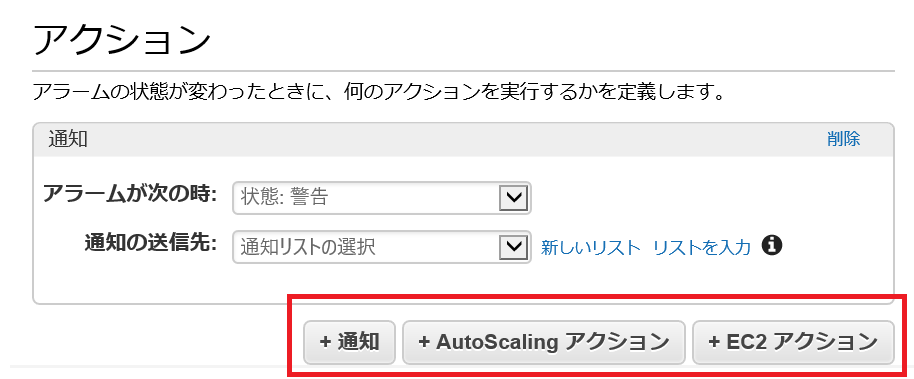 アクション
アラームの状態が変わったときに、何のアクションを実行するかを定義します。
通知 削除
アラームが次の時: 状態: 警告
通知の送信先: 通知リストの選択 新しいリスト リストを入力
+ 通知 + AutoScaling アクション + EC2 アクション